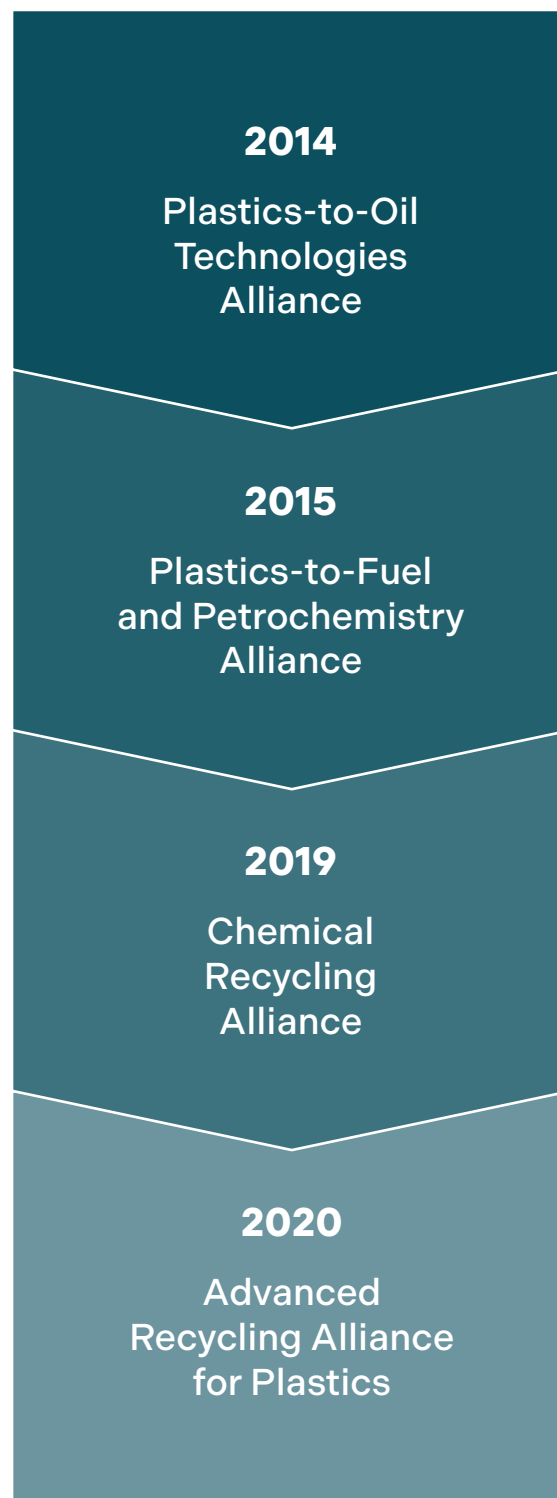 2014
Plastics-to-Oil
Technologies
Alliance
2015
Plastics-to-Fuel
and Petrochemistry
Alliance
2019
Chemical
Recycling
Alliance
2020
Advanced
Recycling Alliance
for Plastics